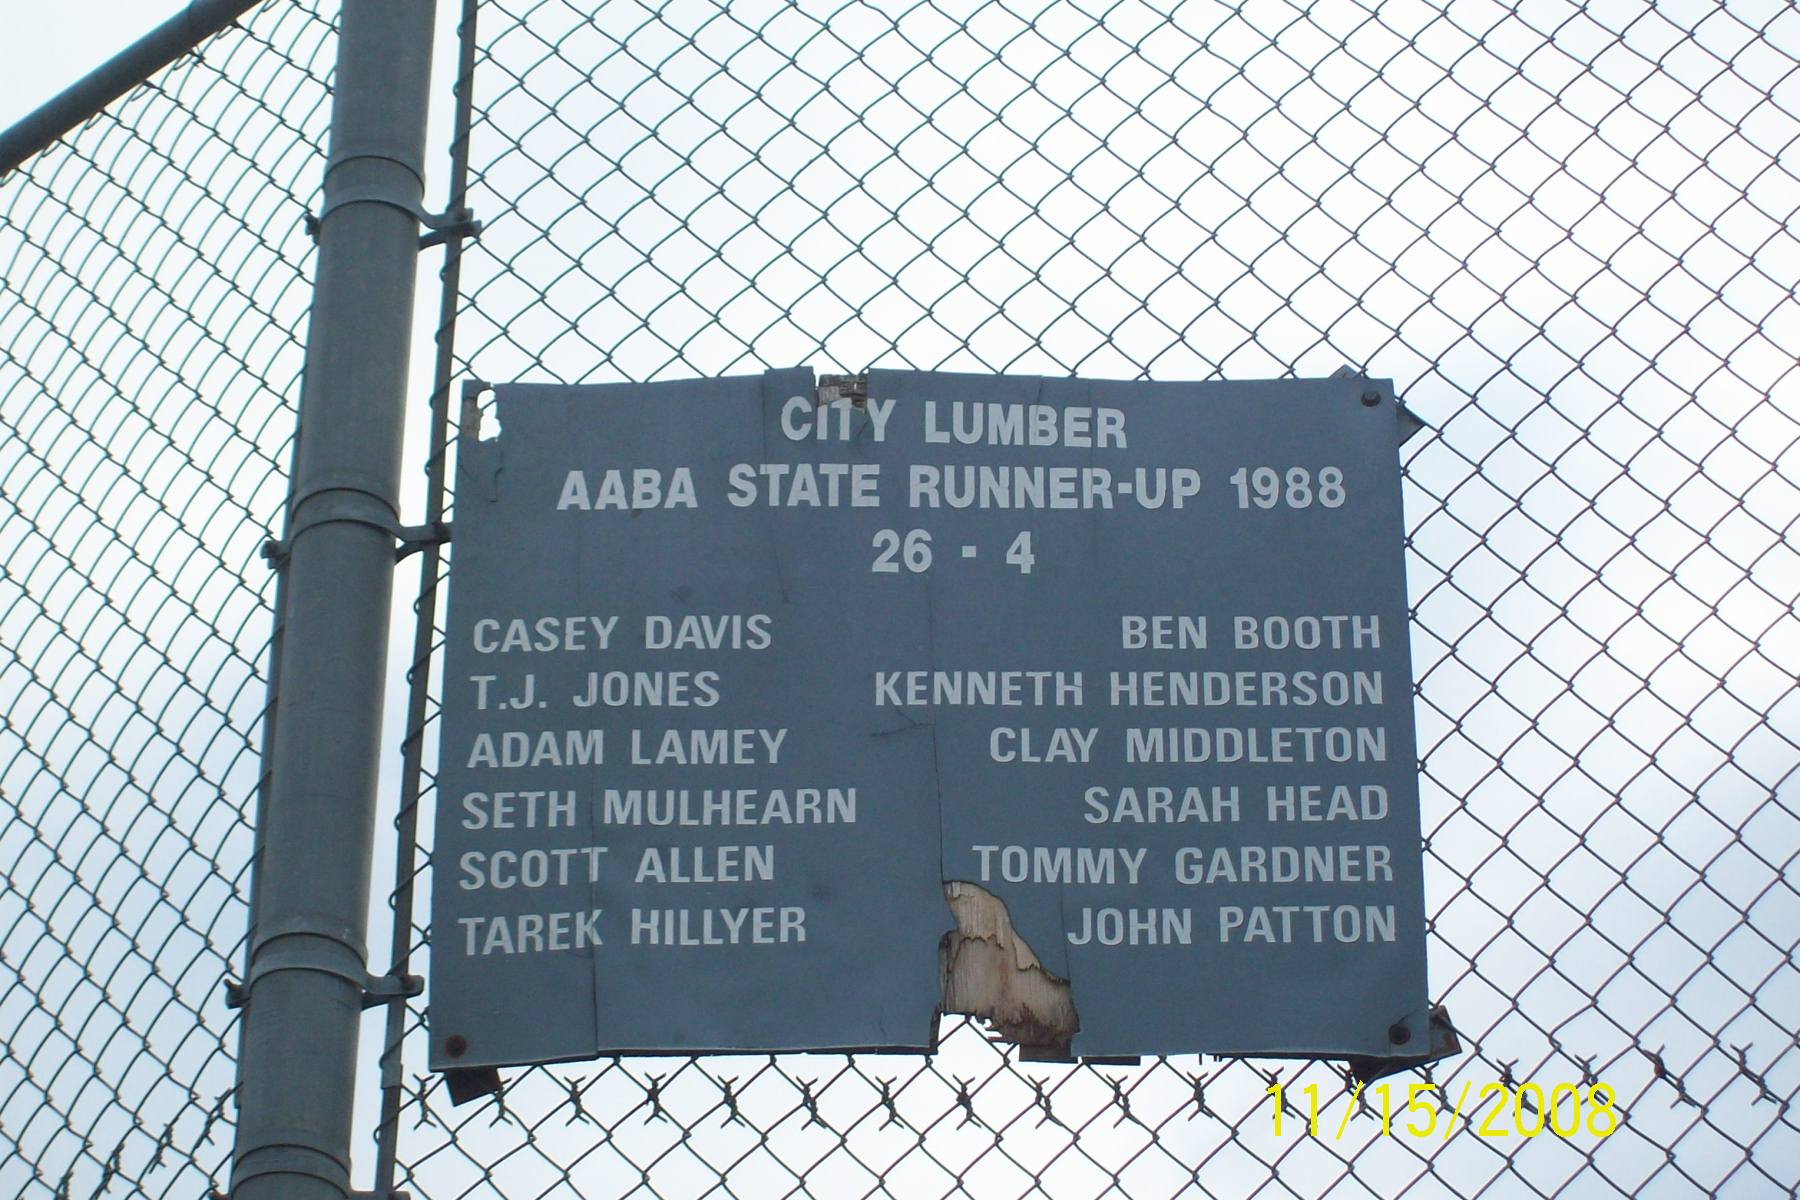 CITY LUMBER
AABA STATE RUNNER-UP 1988
26 - 4
CASEY DAVIS BEN BOOTH
T.J. JONES KENNETH HENDERSON
ADAM LAMEY CLAY MIDDLETON
SETH MULHEARN SARAH HEAD
SCOTT ALLEN TOMMY GARDNER
TAREK HILLYER JOHN PATTON
11/15/2008